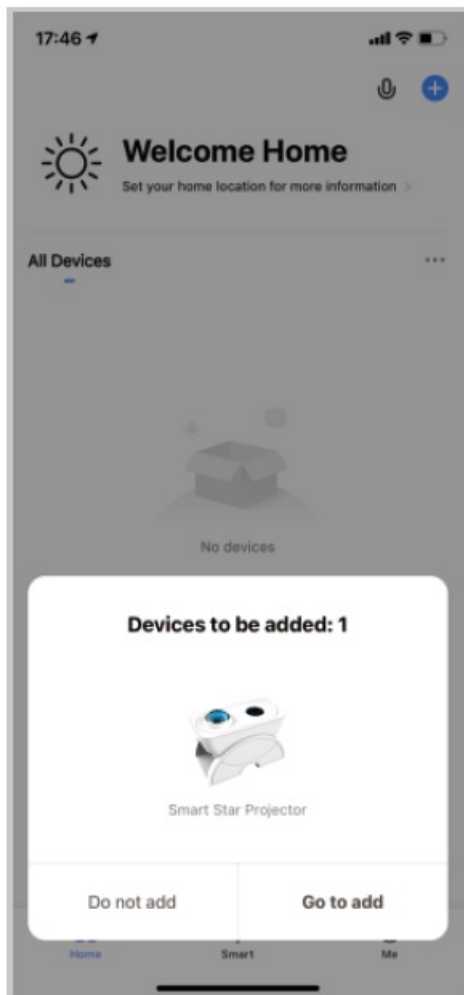 17:46
Welcome Home
Set your home location for more information >
All Devices
No devices
Devices to be added: 1
Smart Star Projector
Do not add
Go to add
Home
Smart
Me